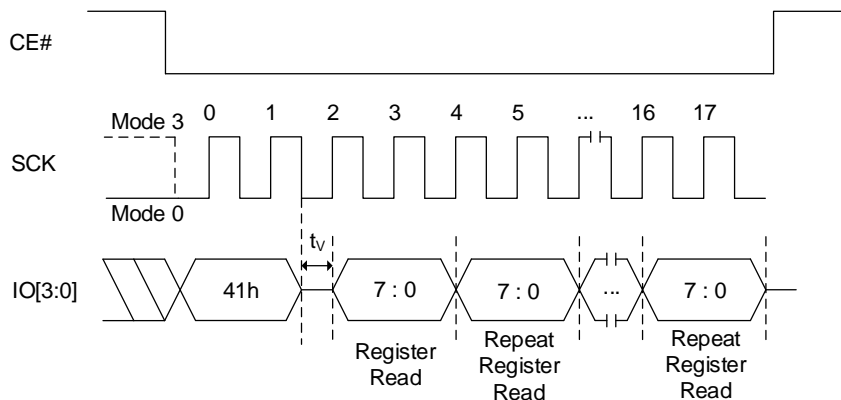 CE#
0 1 2 3 4 5 ... 16 17
Mode 3
SCK
Mode 0
tV
IO[3:0]
41h
7 : 0
7 : 0
...
7 : 0
Register
Read
Repeat
Register
Read
Repeat
Register
Read